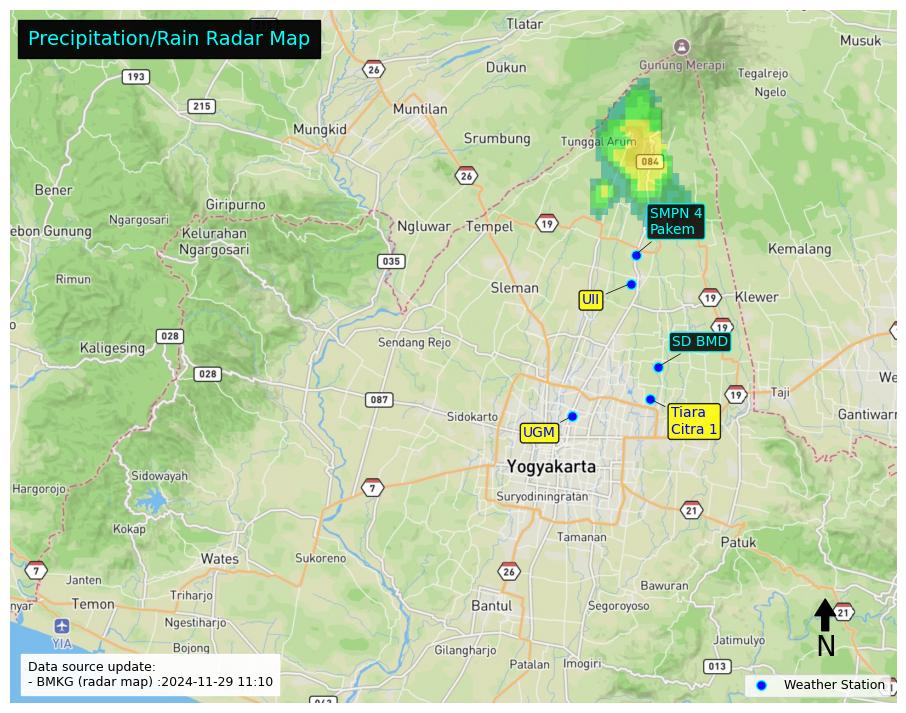 Precipitation/Rain Radar Map
Tlatar
Musuk
26
Dukun
Gunung Merapi
Tegalrejo
193
Ngelo
215
Muntilan
Mungkid
Srumbung
Tunggal Arum
084
26
Bener
Giripurno
SMPN 4
Pakem
Ngargosari
ebon Gunung
Kelurahan
Ngargosari
Ngluwar
Tempel
19
Kemalang
035
Rimun
Sleman
UII
19
Klewer
19
028
Kaligesing
Sendang Rejo
SD BMD
028
We
087
19
Taji
Sidokarto
Tiara
Citra 1
Gantiwarn
UGM
Yogyakarta
Sidowayah
Hargorojo
7
Suryodiningratan
21
Kokap
Tamanan
Patuk
Wates
Sukoreno
7
26
Janten
Bawuran
nyar
Temon
Triharjo
Bantul
Segoroyoso
21
Ngestiharjo
YIA
N
Bojong
Gilangharjo
Jatimulyo
Patalan
Imogiri
013
Data source update:
- BMKG (radar map) :2024-11-29 11:10
Weather Station